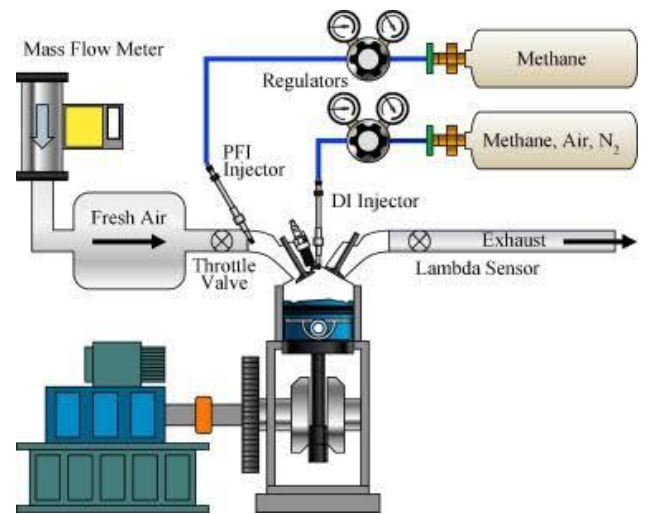 Mass Flow Meter
Methane
Regulators
Methane, Air, N₂
PFI
Injector
DI Injector
Fresh Air
Exhaust
Throttle
Valve
Lambda Sensor